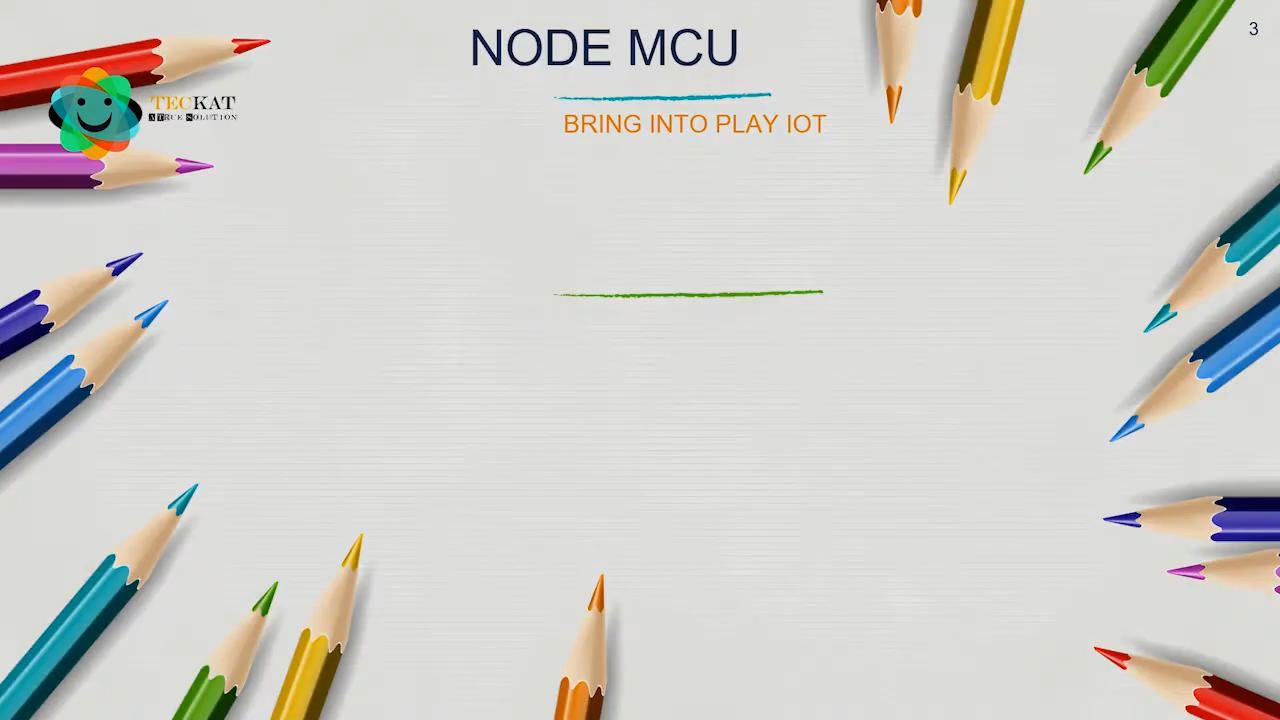 NODE MCU
3
BRING INTO PLAY IOT
TECKAT
A TRUE SOLUTION